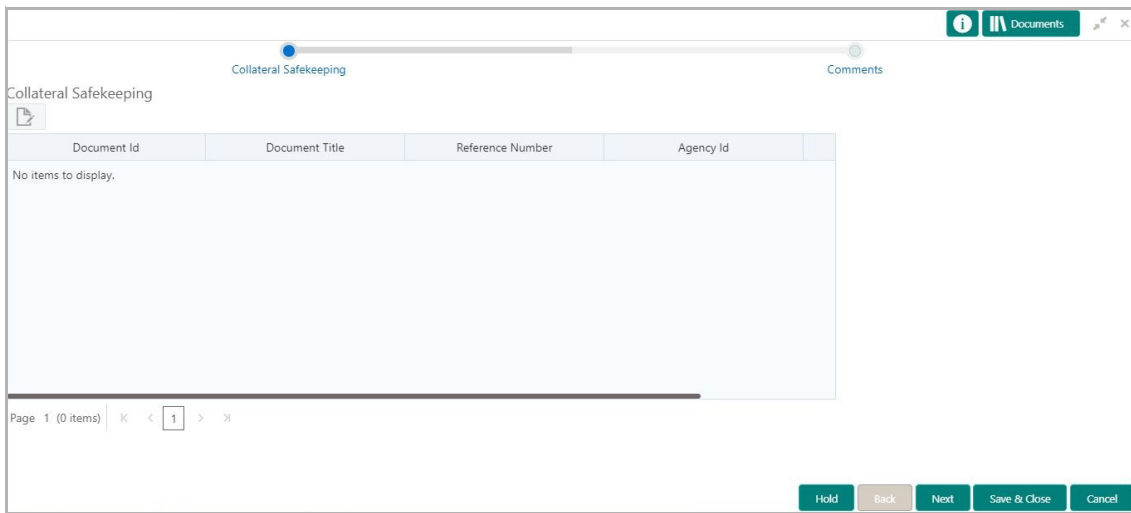 Documents
Collateral Safekeeping Comments
Collateral Safekeeping
Document Id Document Title Reference Number Agency Id
No items to display.
Page 1 (0 items) 1
Hold Back Next Save & Close Cancel